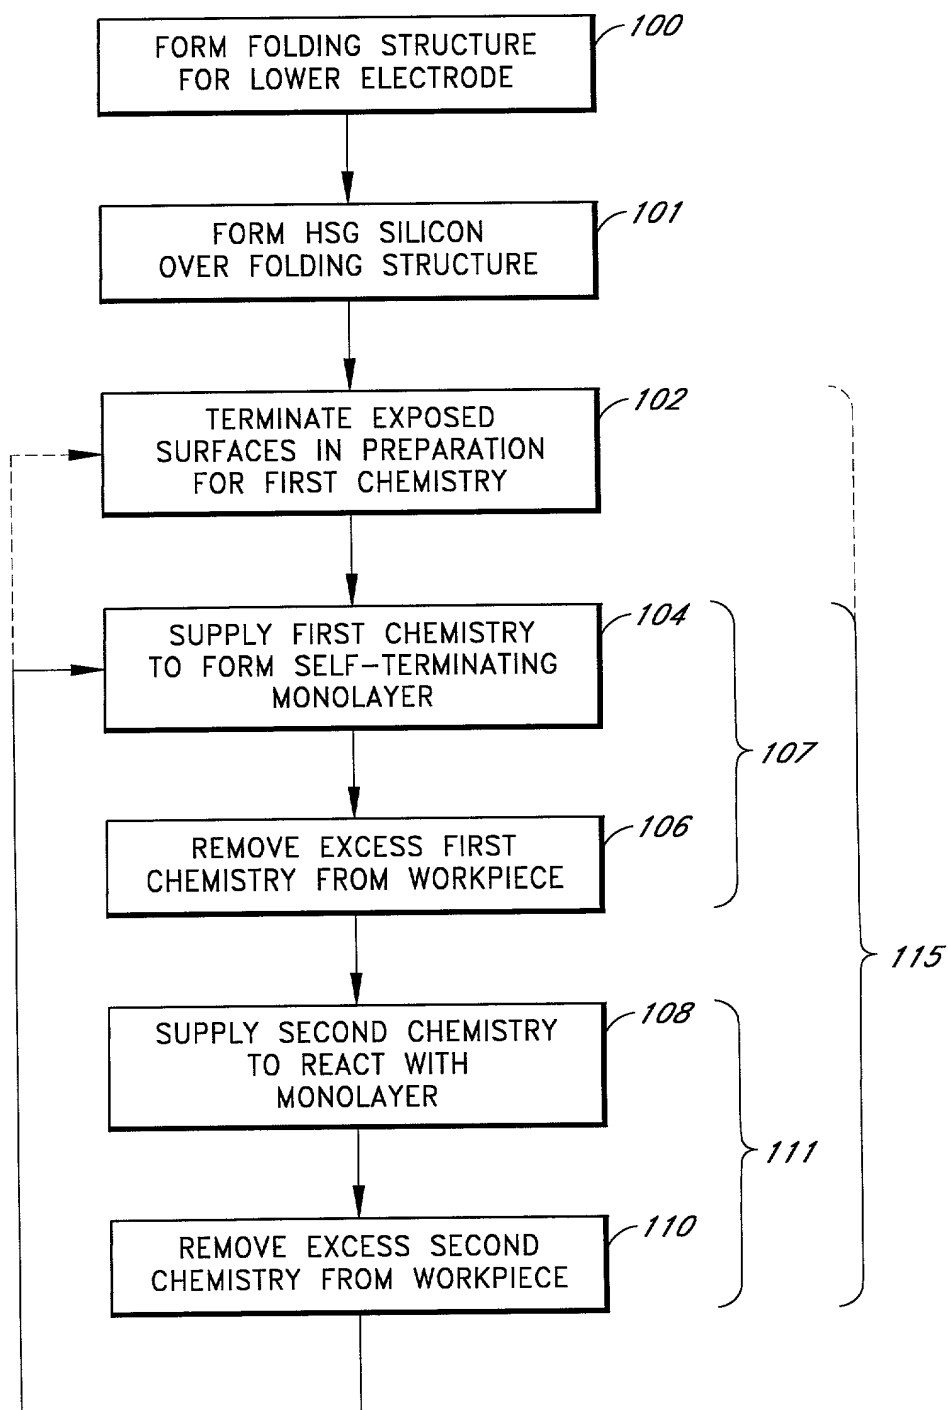 FORM FOLDING STRUCTURE
FOR LOWER ELECTRODE
100
FORM HSG SILICON
OVER FOLDING STRUCTURE
101
TERMINATE EXPOSED
SURFACES IN PREPARATION
FOR FIRST CHEMISTRY
102
SUPPLY FIRST CHEMISTRY
TO FORM SELF-TERMINATING
MONOLAYER
104
REMOVE EXCESS FIRST
CHEMISTRY FROM WORKPIECE
106
107
SUPPLY SECOND CHEMISTRY
TO REACT WITH
MONOLAYER
108
REMOVE EXCESS SECOND
CHEMISTRY FROM WORKPIECE
110
111
115